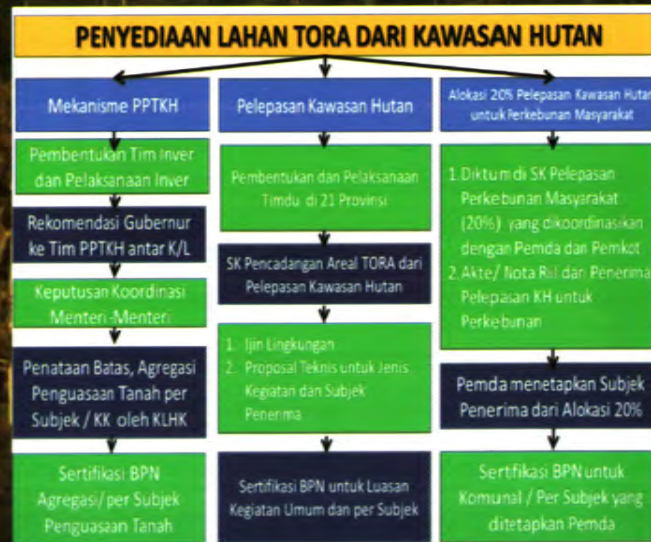 PENYEDIAAN LAHAN TORA DARI KAWASAN HUTAN
Mekanisme PPTKH
Pembentukan Tim Inver
dan Pelaksanaan Inver
Rekomendasi Gubernur
ke Tim PPTKH antar K/L
Keputusan Koordinasi
Menteri -Menteri
Penataan Batas, Agregasi
Penguasaan Tanah per
Subjek / KK oleh KLHK
Sertifikasi BPN
Agregasi/ per Subjek
Penguasaan Tanah
Pelepasan Kawasan Hutan
Pembentukan dan Pelaksanaan
Timdu di 21 Provinsi
SK Pencadangan Areal TORA dari
Pelepasan Kawasan Hutan
1. Ijin Lingkungan
2. Proposal Teknis untuk Jenis
Kegiatan dan Subjek
Penerima
Sertifikasi BPN untuk Luasan
Kegiatan Umum dan per Subjek
Alokasi 20% Pelepasan Kawasan Hutan
untuk Perkebunan Masyarakat
1.Diktum di SK Pelepasan
Perkebunan Masyarakat
(20%) yang dikoordinasikan
dengan Pemda dan Pemkot
2.Akte/ Nota Riil dari Penerima
Pelepasan KH untuk
Perkebunan
Pemda menetapkan Subjek
Penerima dari Alokasi 20%
Sertifikasi BPN untuk
Komunal / Per Subjek yang
ditetapkan Pemda